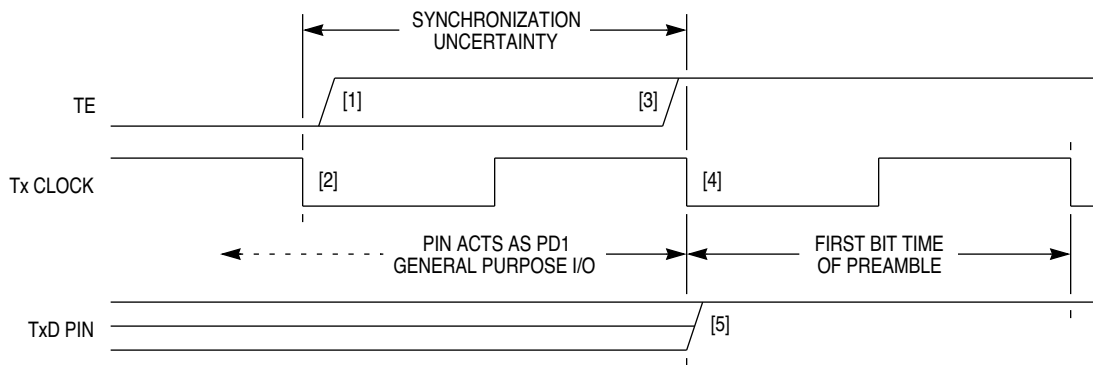 SYNCHRONIZATION
UNCERTAINTY
TE
[1]
[3]
Tx CLOCK
[2]
[4]
PIN ACTS AS PD1
GENERAL PURPOSE I/O
FIRST BIT TIME
OF PREAMBLE
TxD PIN
[5]